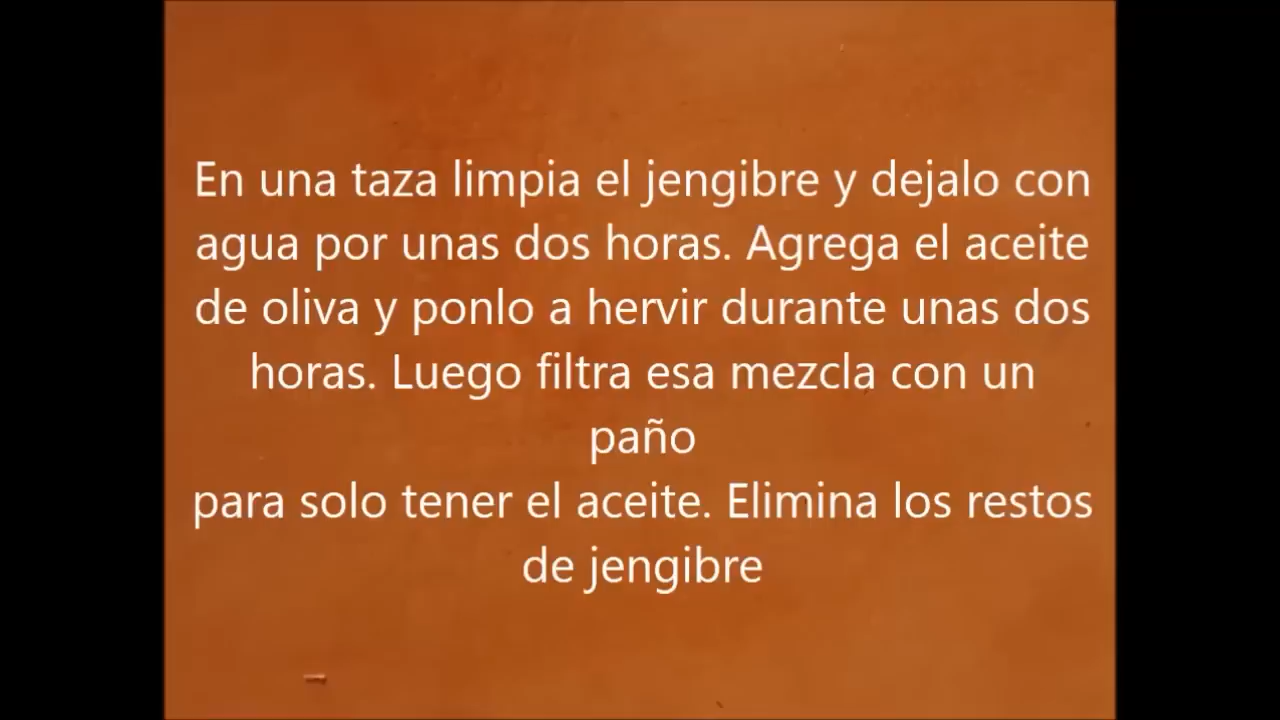 En una taza limpia el jengibre y dejalo con
agua por unas dos horas. Agrega el aceite
de oliva y ponlo a hervir durante unas dos
horas. Luego filtra esa mezcla con un
paño
para solo tener el aceite. Elimina los restos
de jengibre